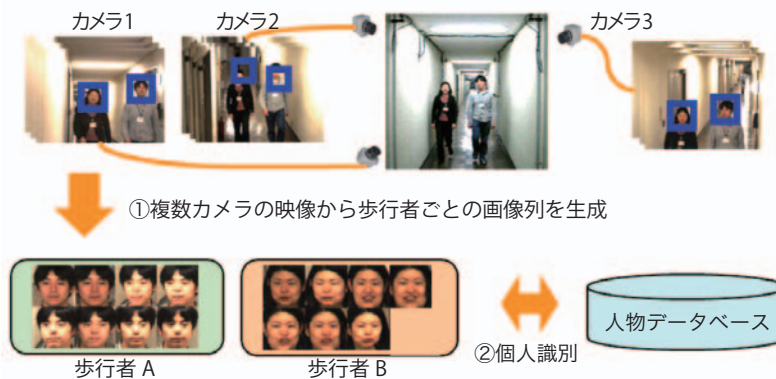 カメラ1
カメラ2
カメラ3
①複数カメラの映像から歩行者ごとの画像列を生成
歩行者 A
歩行者 B
②個人識別
人物データベース